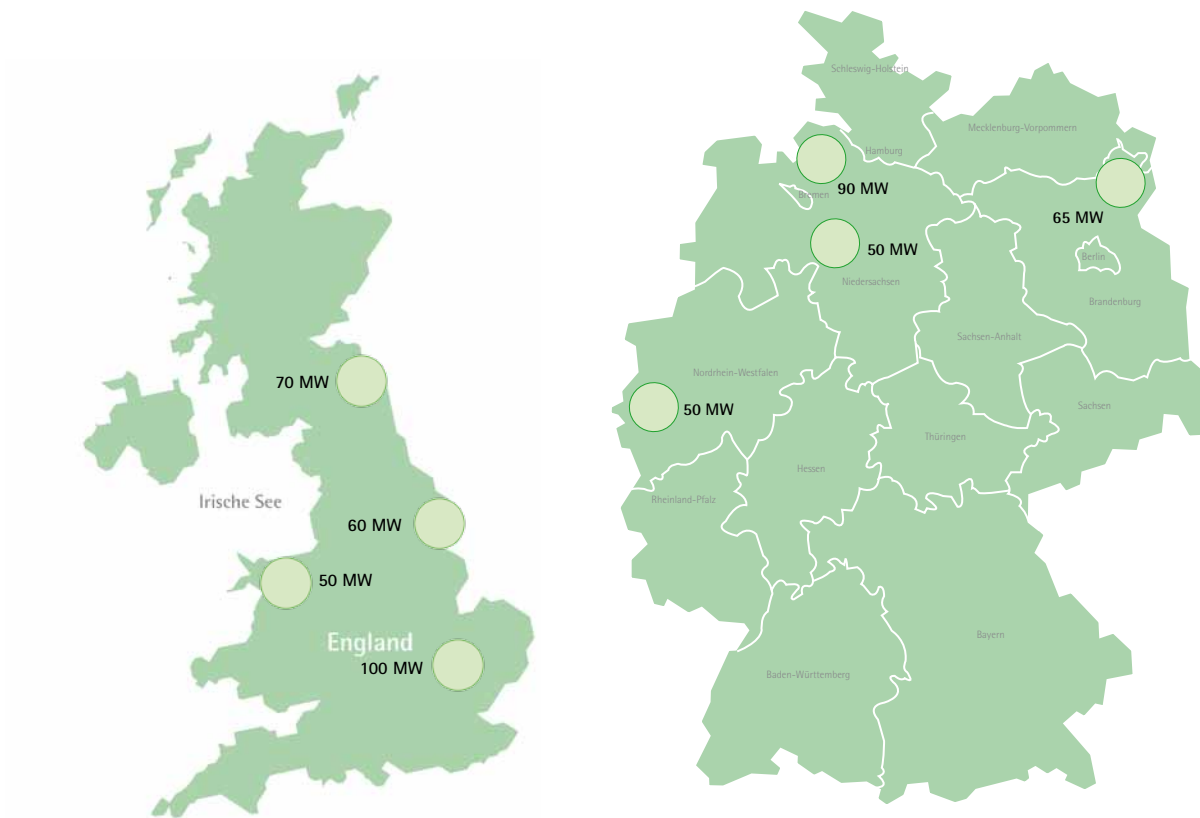 70 MW
Irische See
60 MW
50 MW
England
100 MW
Schleswig-Holstein
Mecklenburg-Vorpommern
Hamburg
90 MW
Bremen
65 MW
50 MW
Berlin
Niedersachsen
Brandenburg
Sachsen-Anhalt
Nordrhein-Westfalen
50 MW
Sachsen
Thüringen
Hessen
Rheinland-Pfalz
Bayern
Baden-Württemberg